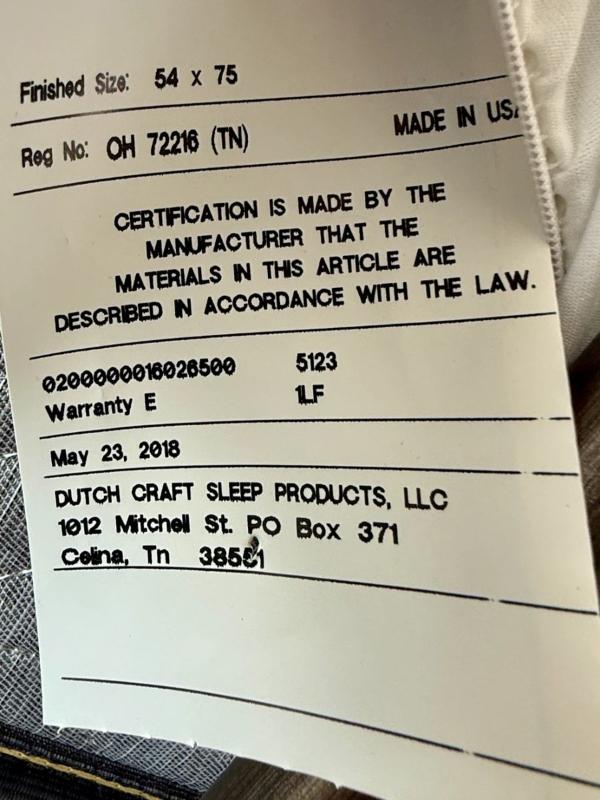 Finished Size: 54 x 75
Reg No: OH 72216 (TN) MADE IN
CERTIFICATION IS MADE BY THE
MANUFACTURER THAT THE
MATERIALS IN THIS ARTICLE ARE
DESCRIBED IN ACCORDANCE WITH THE LAW.
0200000016026500 5123
Warranty E 1LF
May 23, 2018
DUTCH CRAFT SLEEP PRODUCTS, LLC
1012 Mitchell St. PO Box 371
Celina, Tn 38551